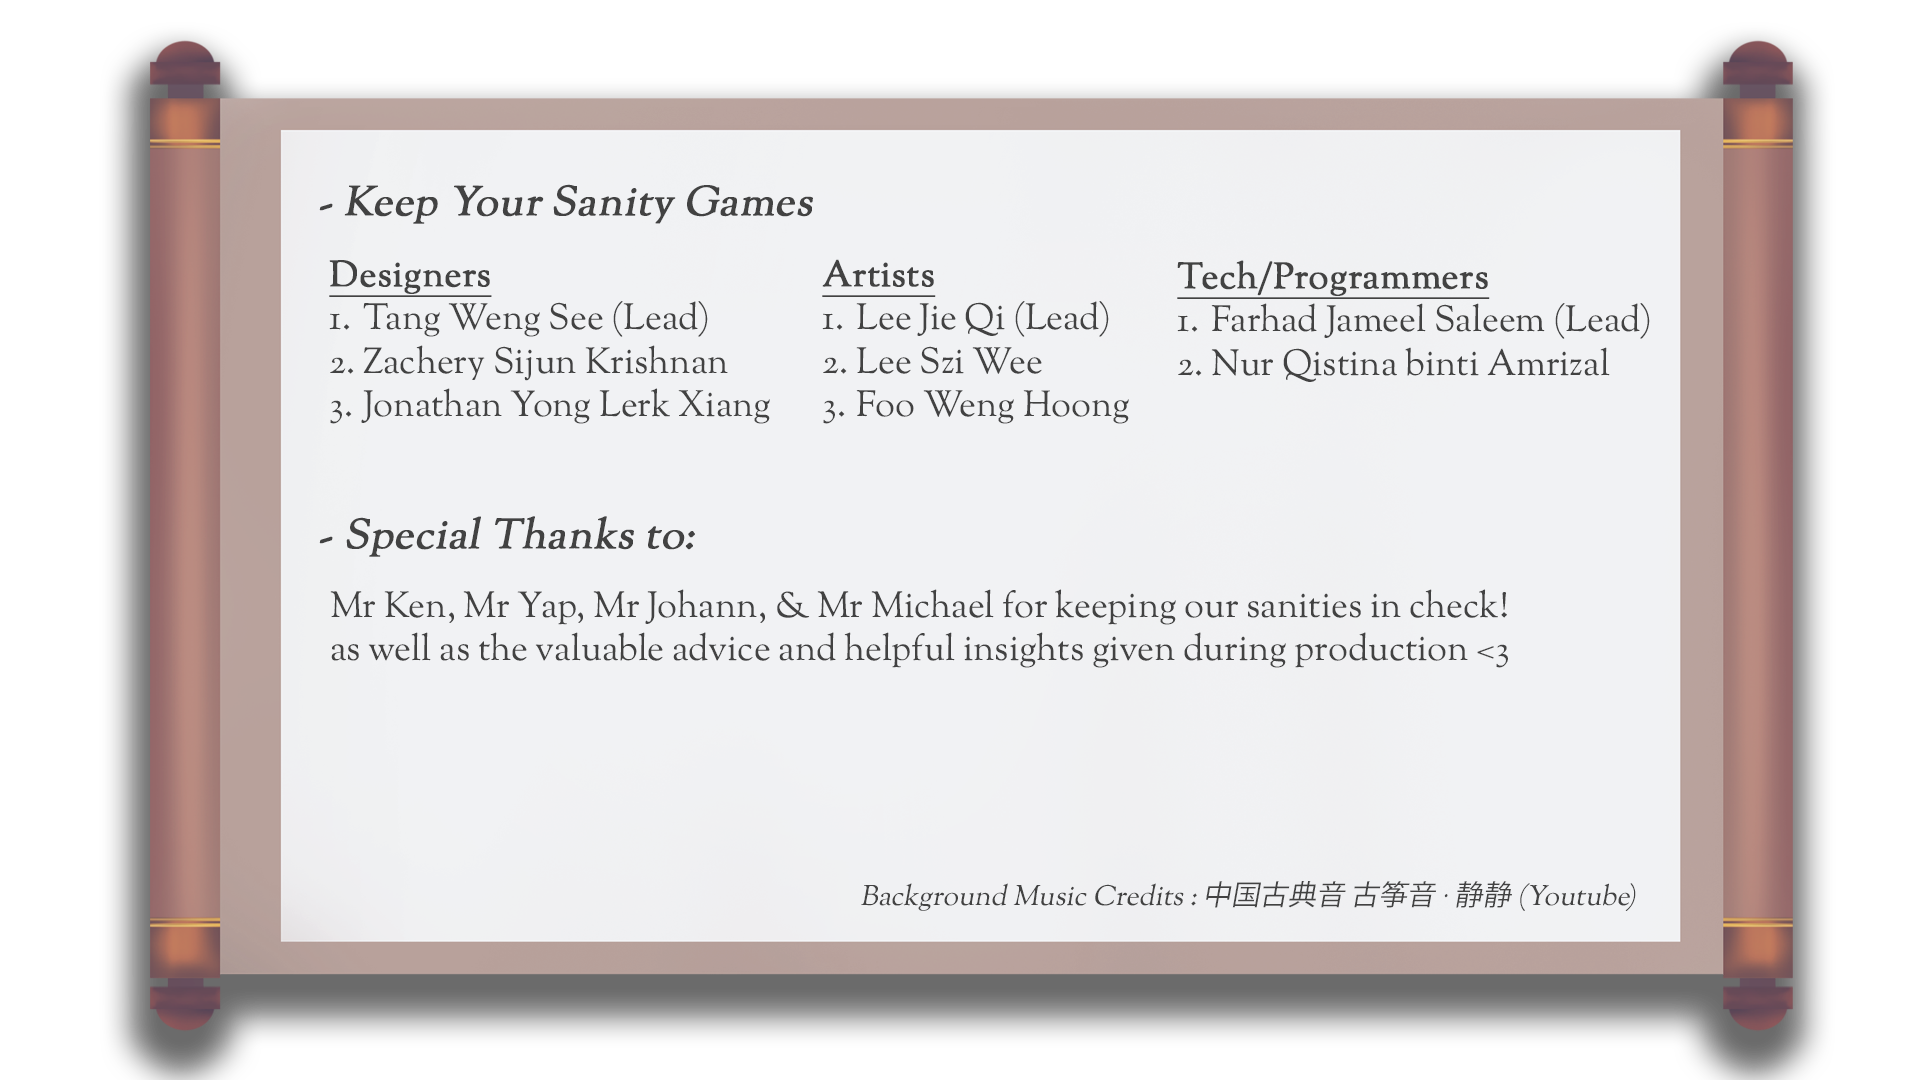 - Keep Your Sanity Games
Designers
1. Tang Weng See (Lead)
2. Zachery Sijun Krishnan
3. Jonathan Yong Lerk Xiang
Artists
1. Lee Jie Qi (Lead)
2. Lee Szi Wee
3. Foo Weng Hoong
Tech/Programmers
1. Farhad Jameel Saleem (Lead)
2. Nur Qistina binti Amrizal
- Special Thanks to:
Mr Ken, Mr Yap, Mr Johann, & Mr Michael for keeping our sanities in check!
as well as the valuable advice and helpful insights given during production <3
Background Music Credits : 中国古典音 古筝音 · 静静 (Youtube)